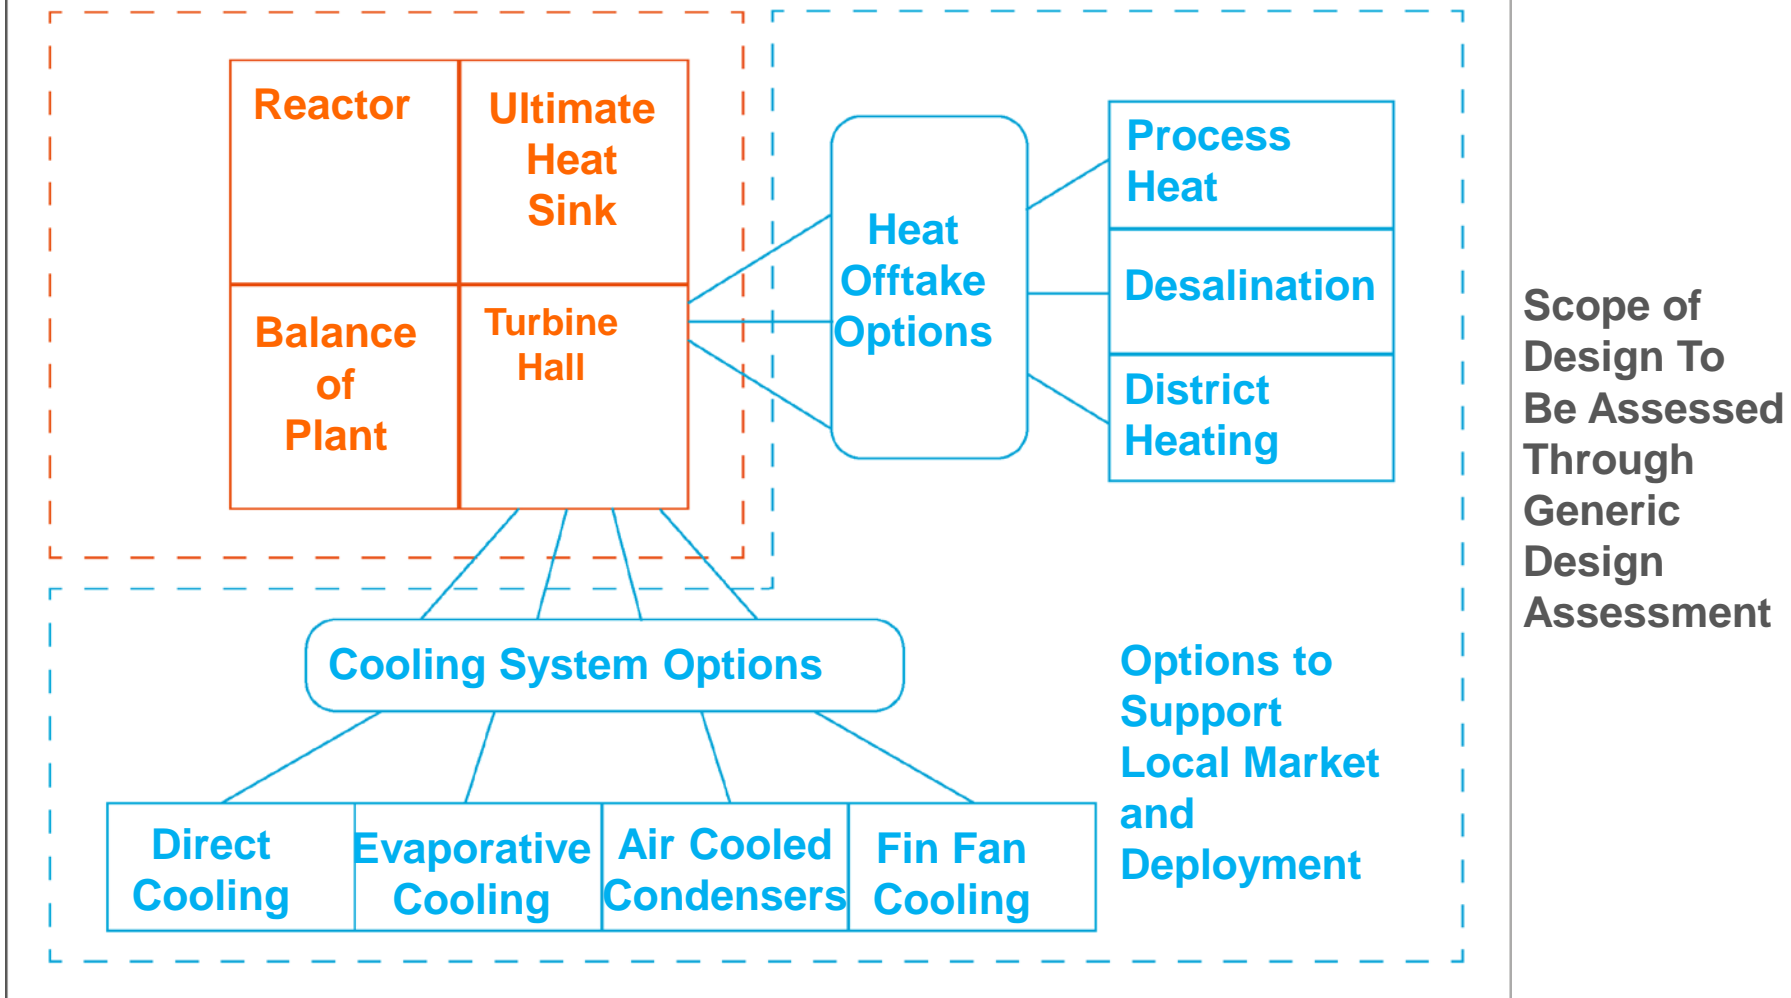 Reactor
Ultimate
Heat
Sink
Balance
of
Plant
Turbine
Hall
Heat
Offtake
Options
Process
Heat
Desalination
District
Heating
Cooling System Options
Direct
Cooling
Evaporative
Cooling
Air Cooled
Condensers
Fin Fan
Cooling
Options to
Support
Local Market
and
Deployment
Scope of
Design To
Be Assessed
Through
Generic
Design
Assessment